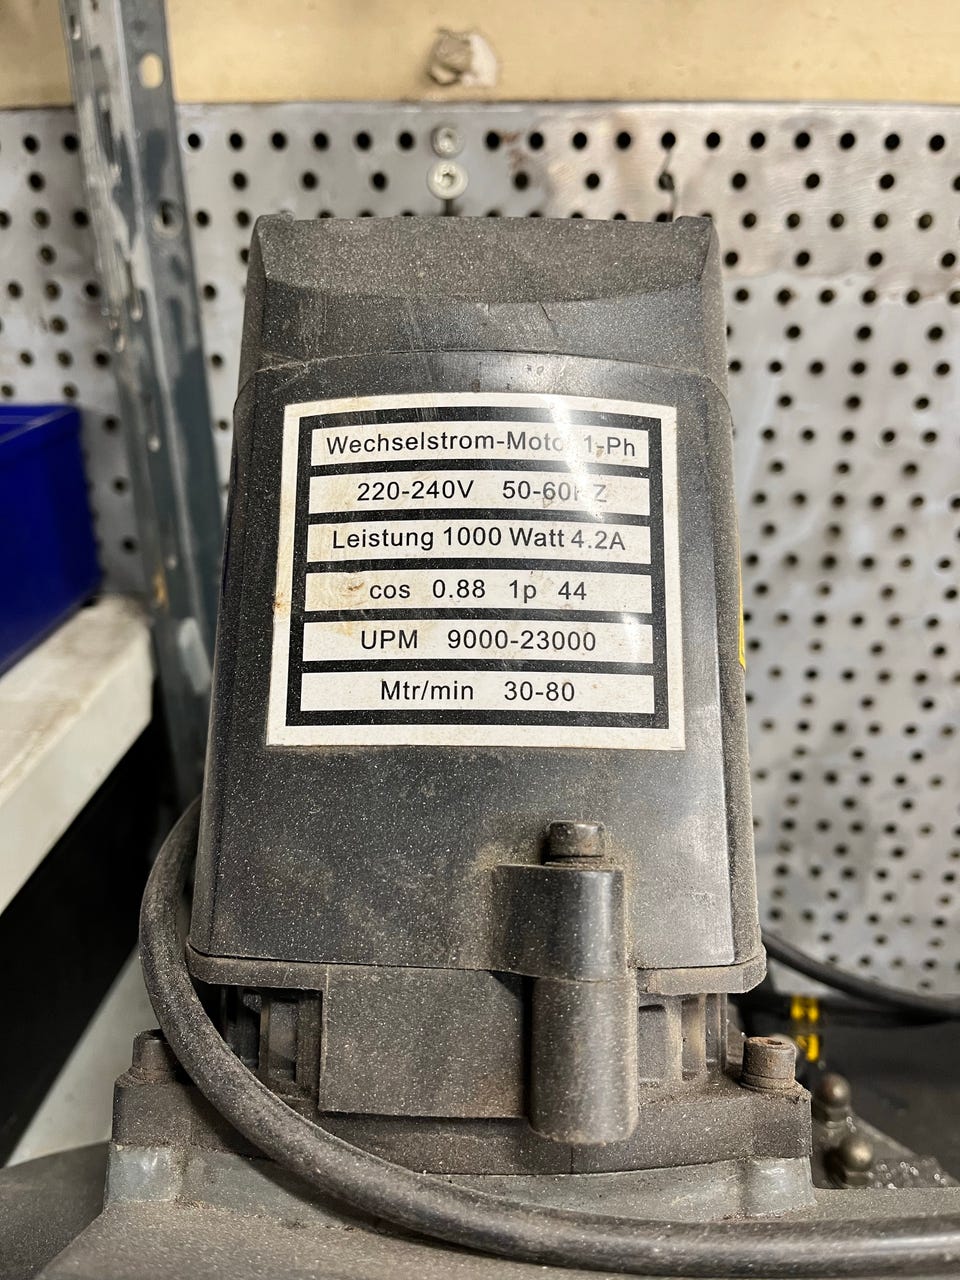 Wechselstrom-Motor 1-Ph
220-240V 50-60HZ
Leistung 1000 Watt 4.2A
cos 0.88 1p 44
UPM 9000-23000
Mtr/min 30-80